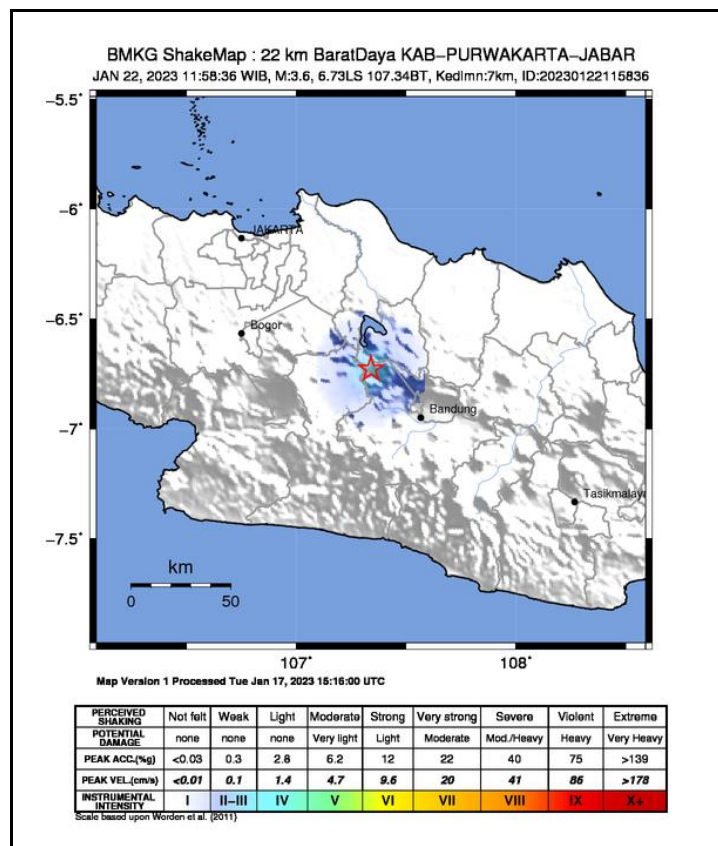 BMKG ShakeMap : 22 km BaratDaya KAB-PURWAKARTA-JABAR
JAN 22, 2023 11:58:36 WIB, M:3.6, 6.73LS 107.34BT, Kedlmn:7km, ID:20230122115836
-5.5°
-6°
JAKARTA
-6.5°
Bogor
Bandung
-7°
Tasikmalaya
-7.5°
km
0 50
107° 108°
Map Version 1 Processed Tue Jan 17, 2023 15:16:00 UTC
PERCEIVED SHAKING Not felt Weak Light Moderate Strong Very strong Severe Violent Extreme
POTENTIAL DAMAGE none none none Very light Light Moderate Mod./Heavy Heavy Very Heavy
PEAK ACC.(%g) <0.03 0.3 2.8 6.2 12 22 40 75 >139
PEAK VEL.(cm/s) <0.01 0.1 1.4 4.7 9.6 20 41 86 >178
INSTRUMENTAL INTENSITY I II-III IV V VI VII VIII IX X+
Scale based upon Worden et al. (2011)